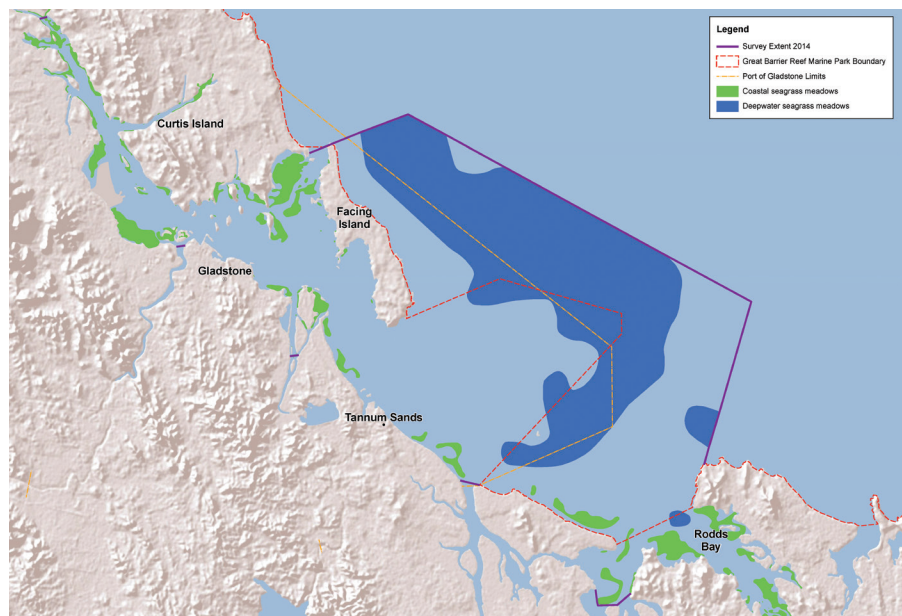 Legend
Survey Extent 2014
Great Barrier Reef Marine Park Boundary
Port of Gladstone Limits
Coastal seagrass meadows
Deepwater seagrass meadows
Curtis Island
Facing
Island
Gladstone
Tannum Sands
Rodds
Bay